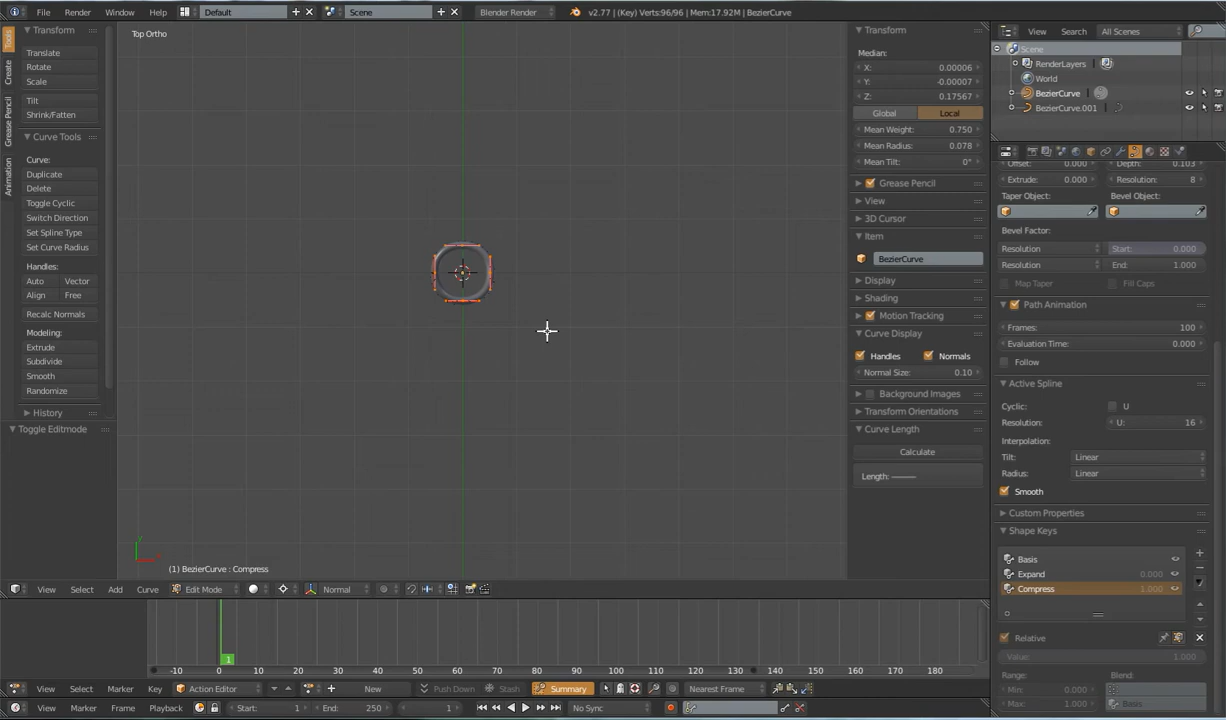 File Render Window Help Default Scene Blender Render v2.77 | (Key) Verts:96/96 | Mem:17.92M | BezierCurve
Tools
Create
Grease Pencil
Animation
Transform
Translate
Rotate
Scale
Tilt
Shrink/Fatten
Curve Tools
Curve:
Duplicate
Delete
Toggle Cyclic
Switch Direction
Set Spline Type
Set Curve Radius
Handles:
Auto Vector
Align Free
Recalc Normals
Modeling:
Extrude
Subdivide
Smooth
Randomize
History
Toggle Editmode
Top Ortho
(1) BezierCurve : Compress
View Select Add Curve Edit Mode Normal
Transform
Median:
X: 0.00006
Y: -0.00007
Z: 0.17567
Global Local
Mean Weight: 0.750
Mean Radius: 0.078
Mean Tilt: 0°
Grease Pencil
View
3D Cursor
Item
BezierCurve
Display
Shading
Motion Tracking
Curve Display
Handles Normals
Normal Size: 0.10
Background Images
Transform Orientations
Curve Length
Calculate
Length: ———
View Search All Scenes
Scene
RenderLayers
World
BezierCurve
BezierCurve.001
Offset: 0.000 Depth: 0.103
Extrude: 0.000 Resolution: 8
Taper Object: Bevel Object:
Bevel Factor:
Resolution Start: 0.000
Resolution End: 1.000
Map Taper Fill Caps
Path Animation
Frames: 100
Evaluation Time: 0.000
Follow
Active Spline
Cyclic: U
Resolution: U: 16
Interpolation:
Tilt: Linear
Radius: Linear
Smooth
Custom Properties
Shape Keys
Basis
Expand 0.000
Compress 1.000
Relative
Value: 1.000
Range: Blend:
Min: 0.000
Max: 1.000 Basis
-10 0 10 20 30 40 50 60 70 80 90 100 110 120 130 140 150 160 170 180
1
View Select Marker Key Action Editor New Push Down Stash Summary Nearest Frame
View Marker Frame Playback Start: 1 End: 250 1 No Sync